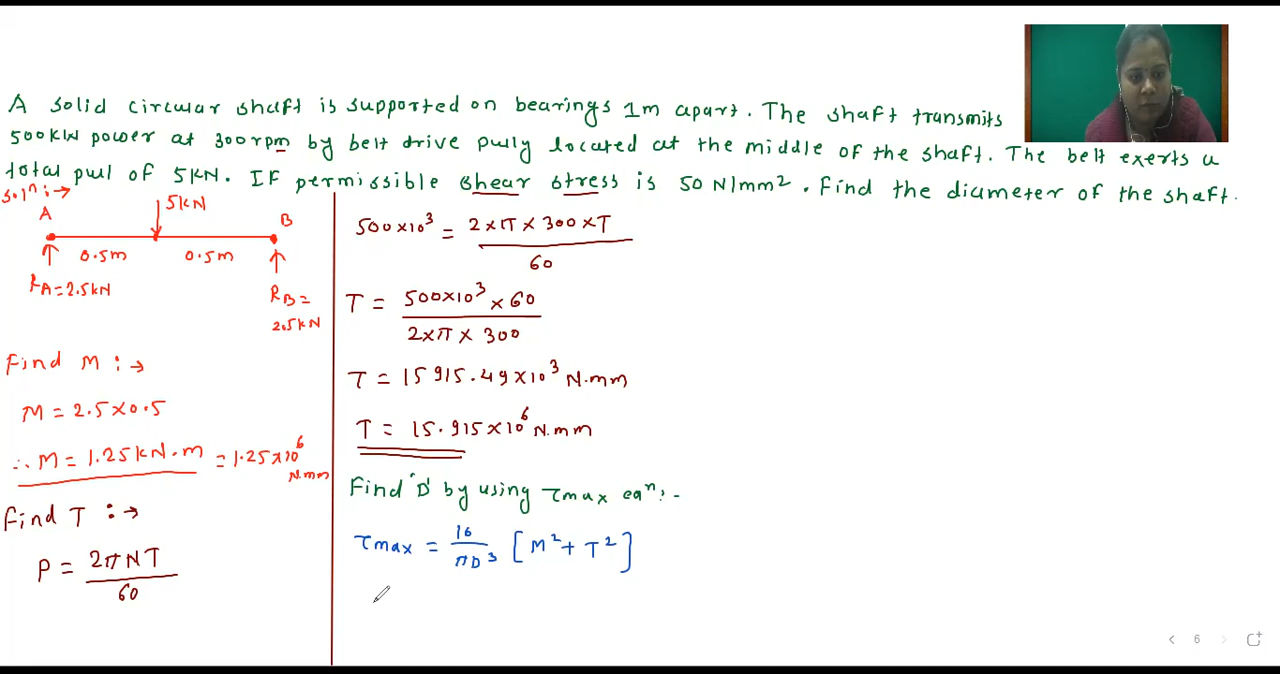 A solid circular shaft is supported on bearings 1m apart. The shaft transmits
500kW power at 300rpm by belt drive pully located at the middle of the shaft. The belt exerts a
total pull of 5KN. IF permissible shear stress is 50 N/mm². Find the diameter of the shaft.
solⁿ:→
A
5kN
B
0.5m 0.5m
RA=2.5kN
RB=
2.5kN
Find M :→
M = 2.5×0.5
∴ M = 1.25kN.m = 1.25×10⁶
N.mm
Find T :→
P = 2πNT
60
500×10³ = 2×π×300×T
60
T = 500×10³×60
2×π×300
T = 15915.49×10³ N.mm
T = 15.915×10⁶ N.mm
Find 'D' by using τmax eqⁿ:-
τmax = 16/πD³ [M²+T²]
6